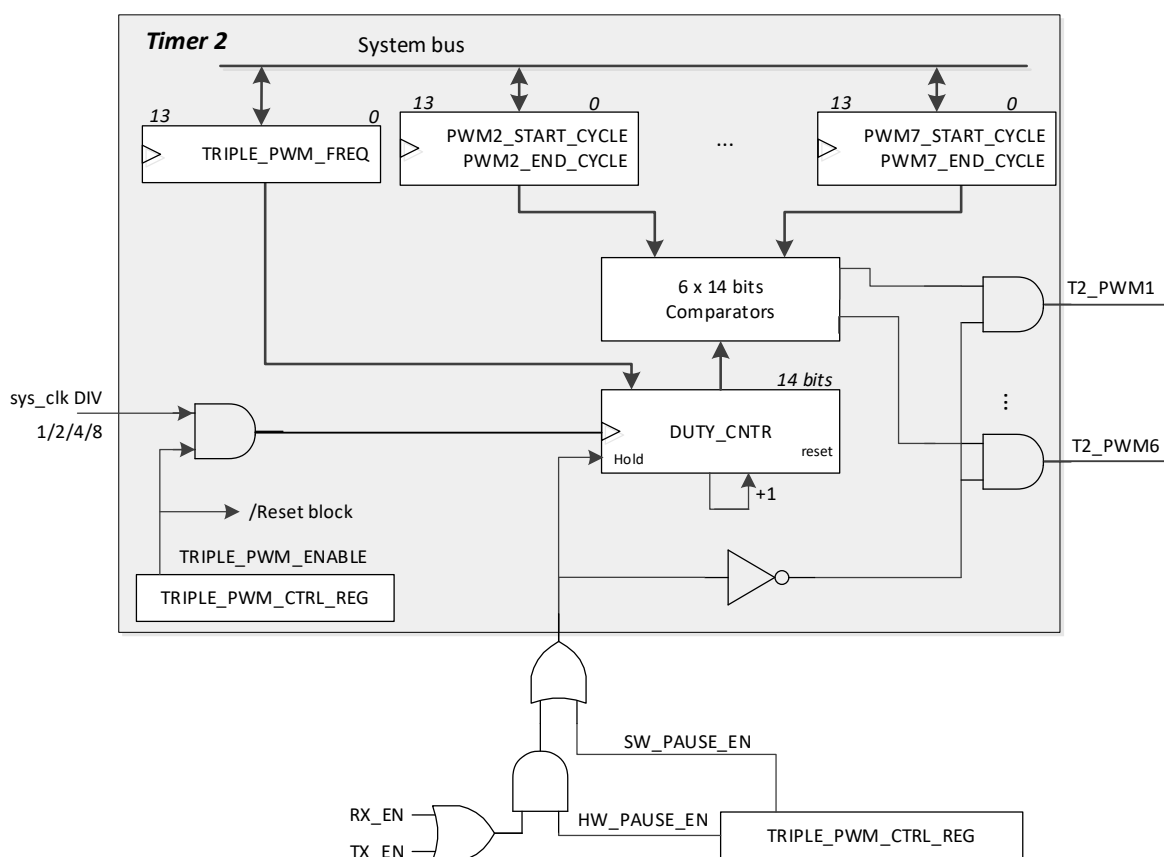 Timer 2
System bus
13 0
TRIPLE_PWM_FREQ
13 0
PWM2_START_CYCLE
PWM2_END_CYCLE
...
13 0
PWM7_START_CYCLE
PWM7_END_CYCLE
6 x 14 bits
Comparators
T2_PWM1
14 bits
sys_clk DIV
1/2/4/8
DUTY_CNTR
Hold
reset
+1
...
T2_PWM6
/Reset block
TRIPLE_PWM_ENABLE
TRIPLE_PWM_CTRL_REG
SW_PAUSE_EN
RX_EN
TX_EN
HW_PAUSE_EN
TRIPLE_PWM_CTRL_REG